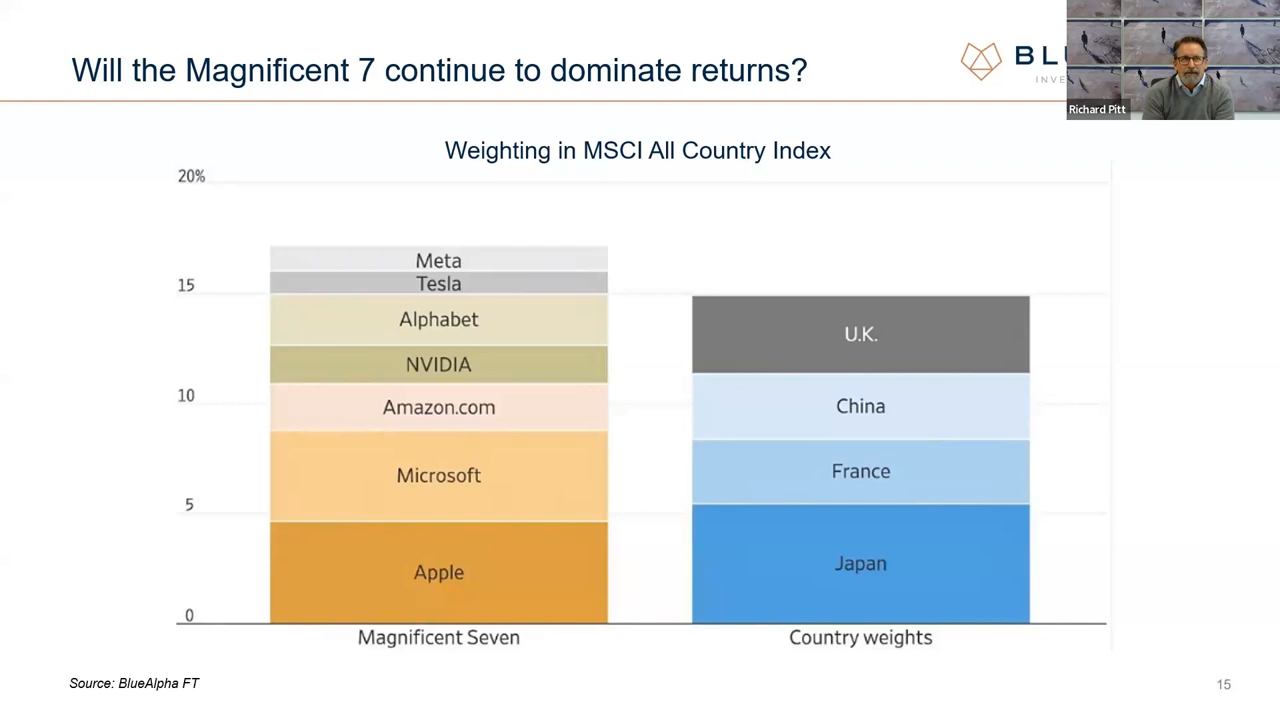 Will the Magnificent 7 continue to dominate returns?
Richard Pitt
Weighting in MSCI All Country Index
20%
15
10
5
0
Meta
Tesla
Alphabet
NVIDIA
Amazon.com
Microsoft
Apple
U.K.
China
France
Japan
Magnificent Seven
Country weights
Source: BlueAlpha FT
15